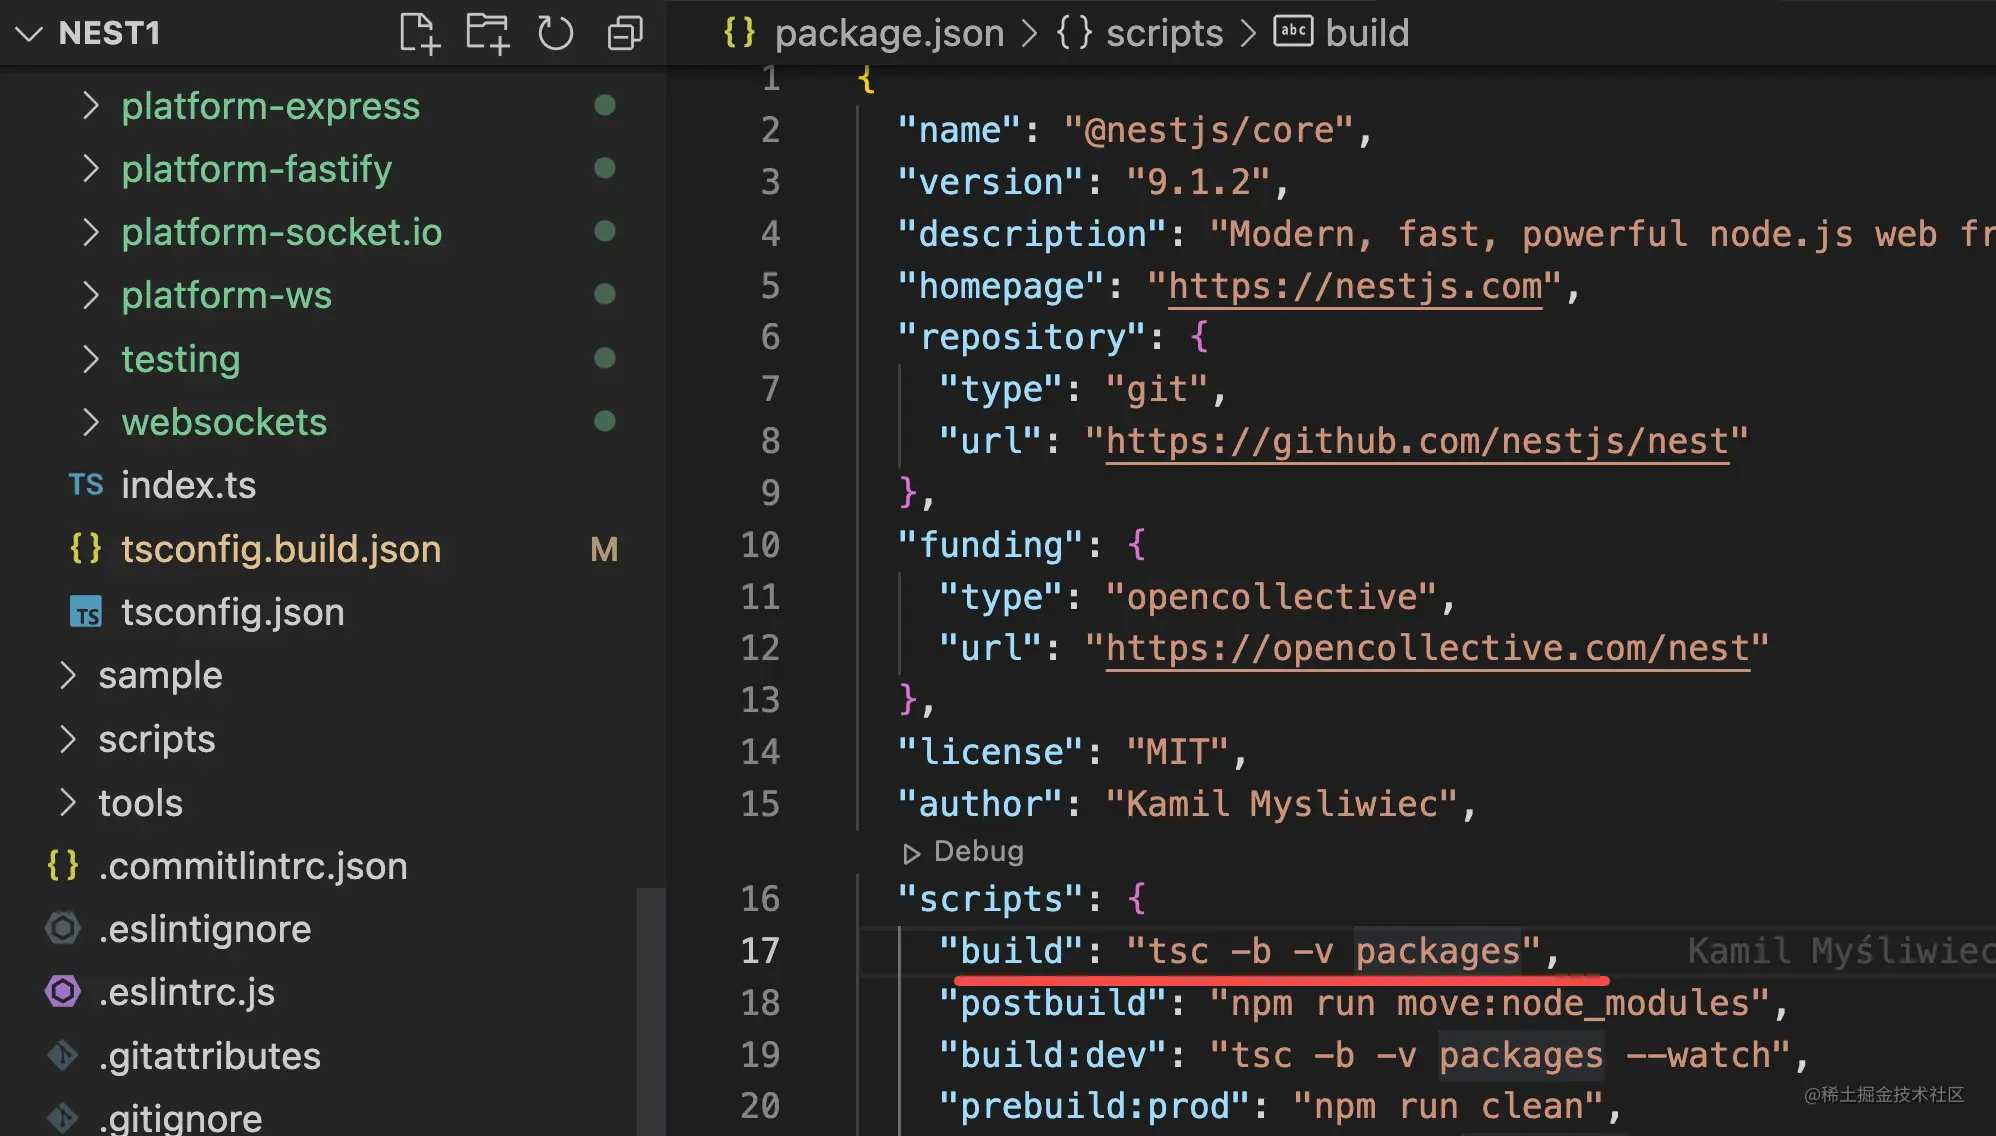 NEST1
platform-express
platform-fastify
platform-socket.io
platform-ws
testing
websockets
TS index.ts
{} tsconfig.build.json M
TS tsconfig.json
sample
scripts
tools
{} .commitlintrc.json
.eslintignore
.eslintrc.js
.gitattributes
.gitignore
{} package.json > {} scripts > abc build
1 {
2 "name": "@nestjs/core",
3 "version": "9.1.2",
4 "description": "Modern, fast, powerful node.js web fr
5 "homepage": "https://nestjs.com",
6 "repository": {
7 "type": "git",
8 "url": "https://github.com/nestjs/nest"
9 },
10 "funding": {
11 "type": "opencollective",
12 "url": "https://opencollective.com/nest"
13 },
14 "license": "MIT",
15 "author": "Kamil Mysliwiec",
Debug
16 "scripts": {
17 "build": "tsc -b -v packages", Kamil Myśliwiec
18 "postbuild": "npm run move:node_modules",
19 "build:dev": "tsc -b -v packages --watch",
20 "prebuild:prod": "npm run clean",
@稀土掘金技术社区